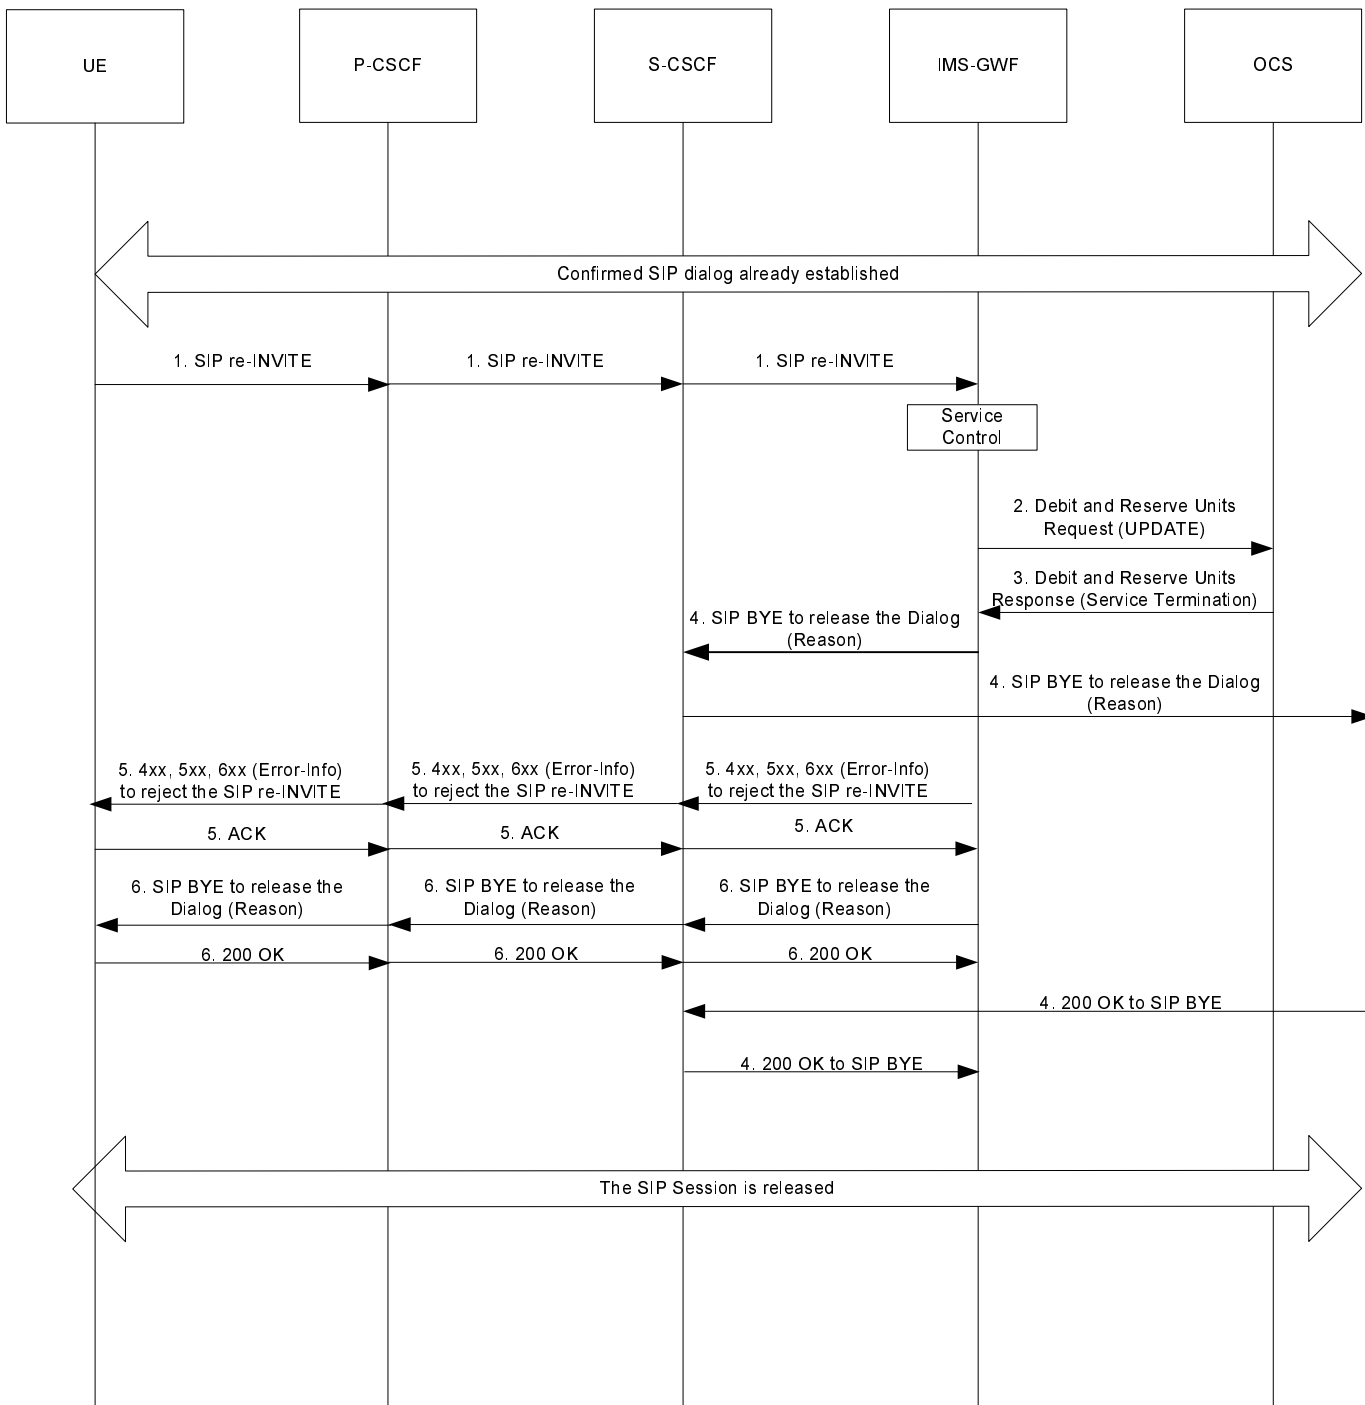 UE
P-CSCF
S-CSCF
IMS-GWF
OCS
Confirmed SIP dialog already established
1. SIP re-INVITE
1. SIP re-INVITE
1. SIP re-INVITE
Service
Control
2. Debit and Reserve Units
Request (UPDATE)
3. Debit and Reserve Units
Response (Service Termination)
4. SIP BYE to release the Dialog
(Reason)
4. SIP BYE to release the Dialog
(Reason)
5. 4xx, 5xx, 6xx (Error-Info)
to reject the SIP re-INVITE
5. 4xx, 5xx, 6xx (Error-Info)
to reject the SIP re-INVITE
5. 4xx, 5xx, 6xx (Error-Info)
to reject the SIP re-INVITE
5. ACK
5. ACK
5. ACK
6. SIP BYE to release the
Dialog (Reason)
6. SIP BYE to release the
Dialog (Reason)
6. SIP BYE to release the
Dialog (Reason)
6. 200 OK
6. 200 OK
6. 200 OK
4. 200 OK to SIP BYE
4. 200 OK to SIP BYE
The SIP Session is released